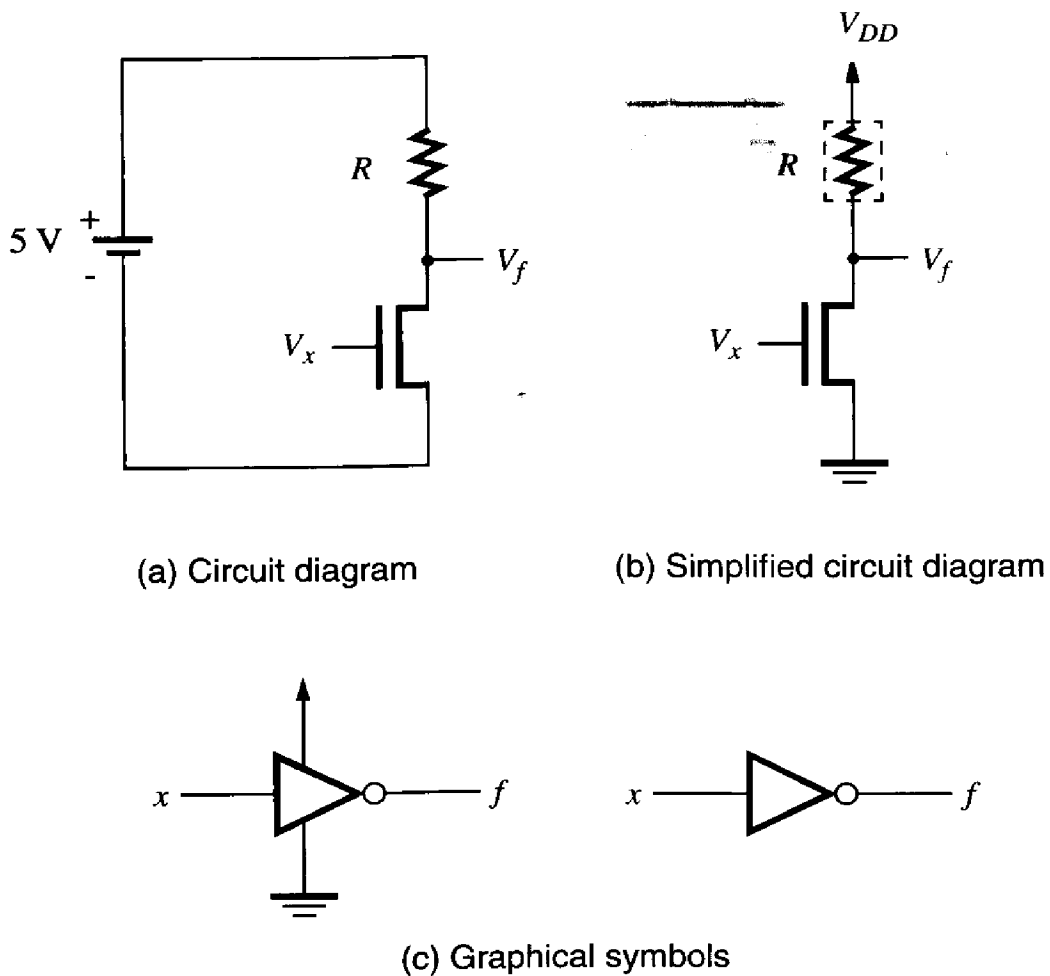 V_DD
R
R
5 V
+
-
V_f
V_f
V_x
V_x
(a) Circuit diagram
(b) Simplified circuit diagram
x
f
x
f
(c) Graphical symbols